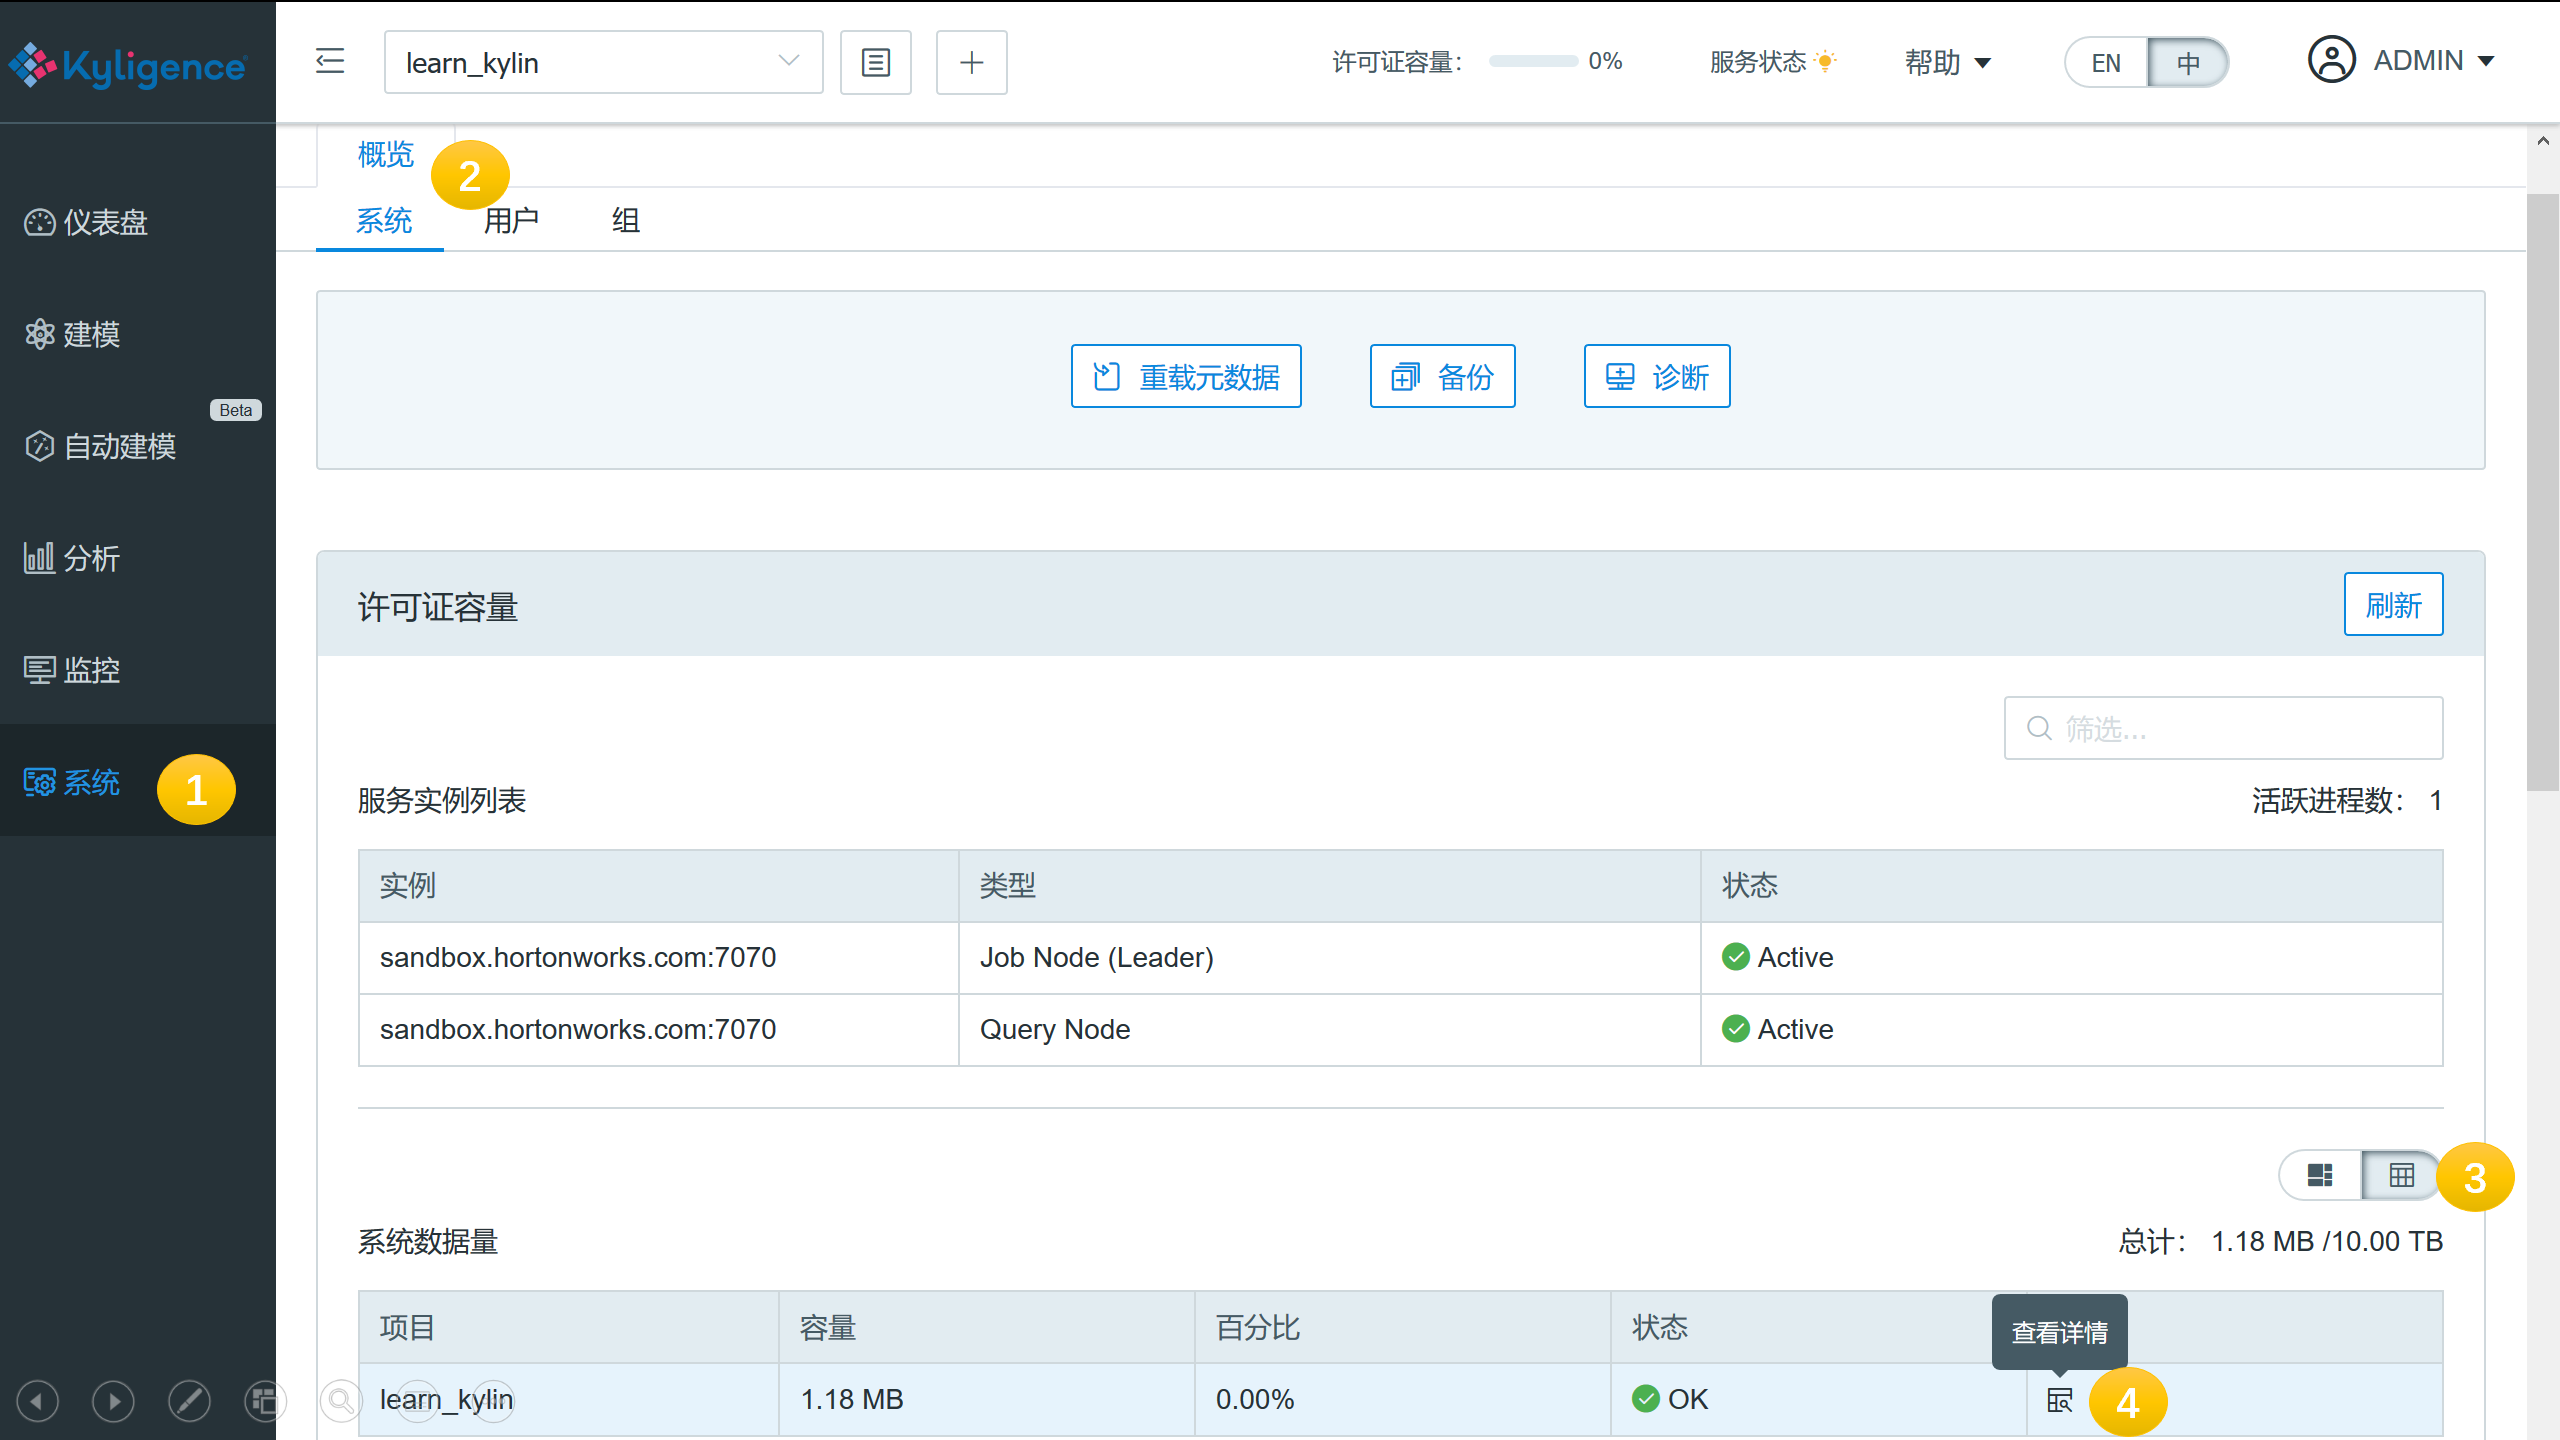 Kyligence
learn_kylin
许可证容量： 0%
服务状态
帮助
EN 中
ADMIN
仪表盘
建模
Beta
自动建模
分析
监控
系统 1
概览 2
系统 用户 组
重载元数据 备份 诊断
许可证容量 刷新
筛选...
服务实例列表 活跃进程数： 1
实例 类型 状态
sandbox.hortonworks.com:7070 Job Node (Leader) Active
sandbox.hortonworks.com:7070 Query Node Active
3
系统数据量 总计： 1.18 MB /10.00 TB
项目 容量 百分比 状态
查看详情
learn_kylin 1.18 MB 0.00% OK 4